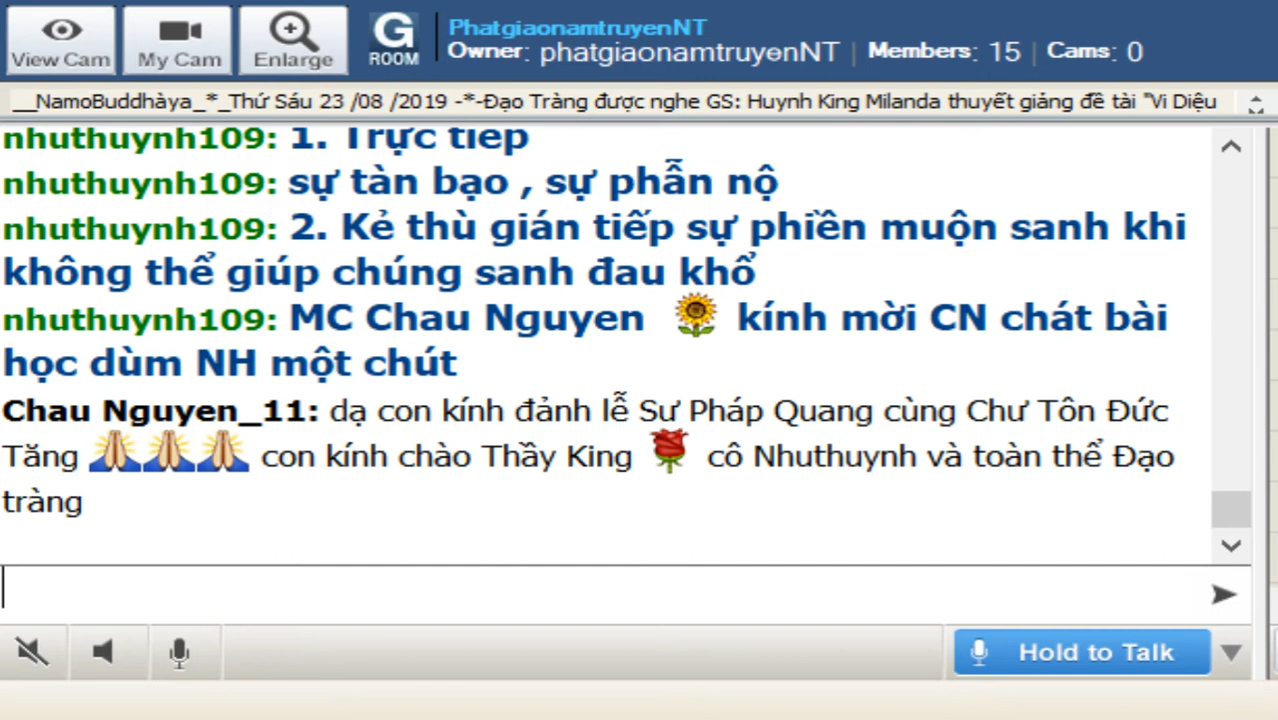 View Cam
My Cam
Enlarge
G
ROOM
PhatgiaonamtruyenNT
Owner: phatgiaonamtruyenNT | Members: 15 | Cams: 0
__NamoBuddhàya_*_Thứ Sáu 23 /08 /2019 -*-Đạo Tràng được nghe GS: Huynh King Milanda thuyết giảng đề tài "Vi Diệu
nhuthuynh109: 1. Trực tiếp
nhuthuynh109: sự tàn bạo , sự phẫn nộ
nhuthuynh109: 2. Kẻ thù gián tiếp sự phiền muộn sanh khi
không thể giúp chúng sanh đau khổ
nhuthuynh109: MC Chau Nguyen 🌻 kính mời CN chát bài
học dùm NH một chút
Chau Nguyen_11: dạ con kính đảnh lễ Sư Pháp Quang cùng Chư Tôn Đức
Tăng 🙏🙏🙏 con kính chào Thầy King 🌹 cô Nhuthuynh và toàn thể Đạo
tràng
Hold to Talk